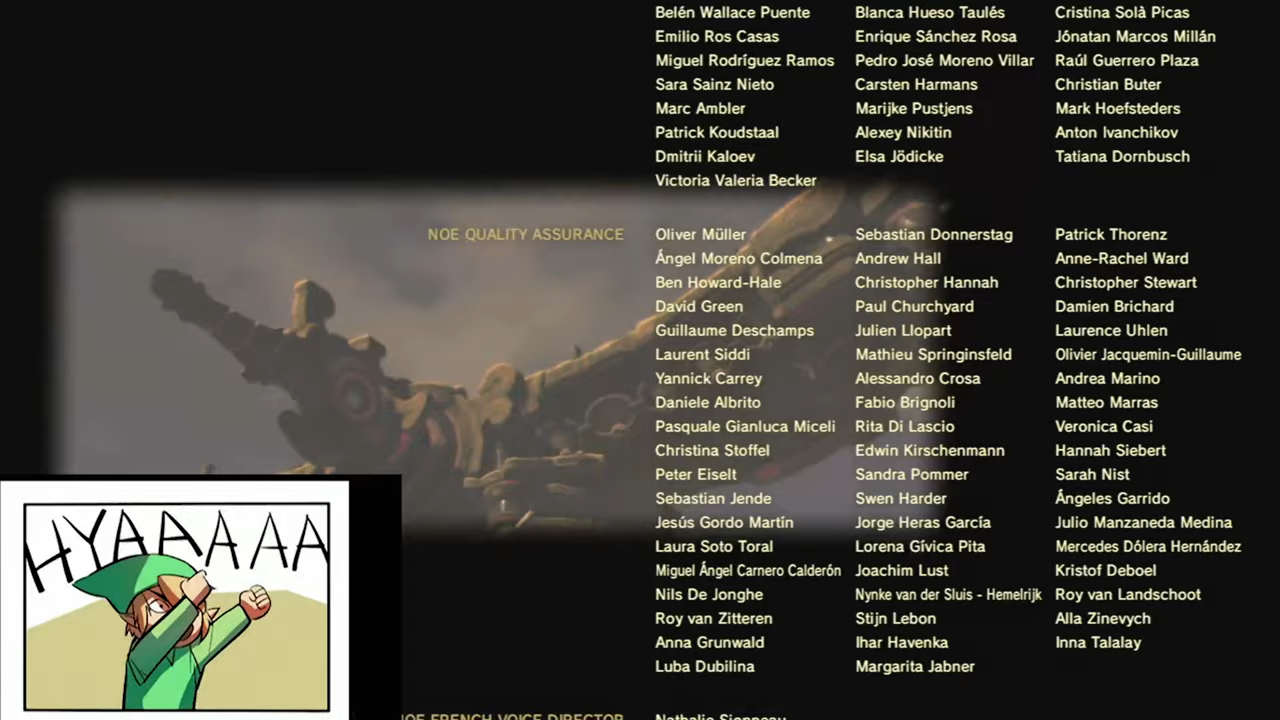 Belén Wallace Puente Blanca Hueso Taulés Cristina Solà Picas
Emilio Ros Casas Enrique Sánchez Rosa Jónatan Marcos Millán
Miguel Rodríguez Ramos Pedro José Moreno Villar Raúl Guerrero Plaza
Sara Sainz Nieto Carsten Harmans Christian Buter
Marc Ambler Marijke Pustjens Mark Hoefsteders
Patrick Koudstaal Alexey Nikitin Anton Ivanchikov
Dmitrii Kaloev Elsa Jödicke Tatiana Dornbusch
Victoria Valeria Becker
NOE QUALITY ASSURANCE Oliver Müller Sebastian Donnerstag Patrick Thorenz
Ángel Moreno Colmena Andrew Hall Anne-Rachel Ward
Ben Howard-Hale Christopher Hannah Christopher Stewart
David Green Paul Churchyard Damien Brichard
Guillaume Deschamps Julien Llopart Laurence Uhlen
Laurent Siddi Mathieu Springinsfeld Olivier Jacquemin-Guillaume
Yannick Carrey Alessandro Crosa Andrea Marino
Daniele Albrito Fabio Brignoli Matteo Marras
Pasquale Gianluca Miceli Rita Di Lascio Veronica Casi
Christina Stoffel Edwin Kirschenmann Hannah Siebert
Peter Eiselt Sandra Pommer Sarah Nist
Sebastian Jende Swen Harder Ángeles Garrido
Jesús Gordo Martín Jorge Heras García Julio Manzaneda Medina
Laura Soto Toral Lorena Gívica Pita Mercedes Dólera Hernández
Miguel Ángel Carnero Calderón Joachim Lust Kristof Deboel
Nils De Jonghe Nynke van der Sluis - Hemelrijk Roy van Landschoot
Roy van Zitteren Stijn Lebon Alla Zinevych
Anna Grunwald Ihar Havenka Inna Talalay
Luba Dubilina Margarita Jabner
FRENCH VOICE DIRECTOR Nathalie
HYAAAAAA